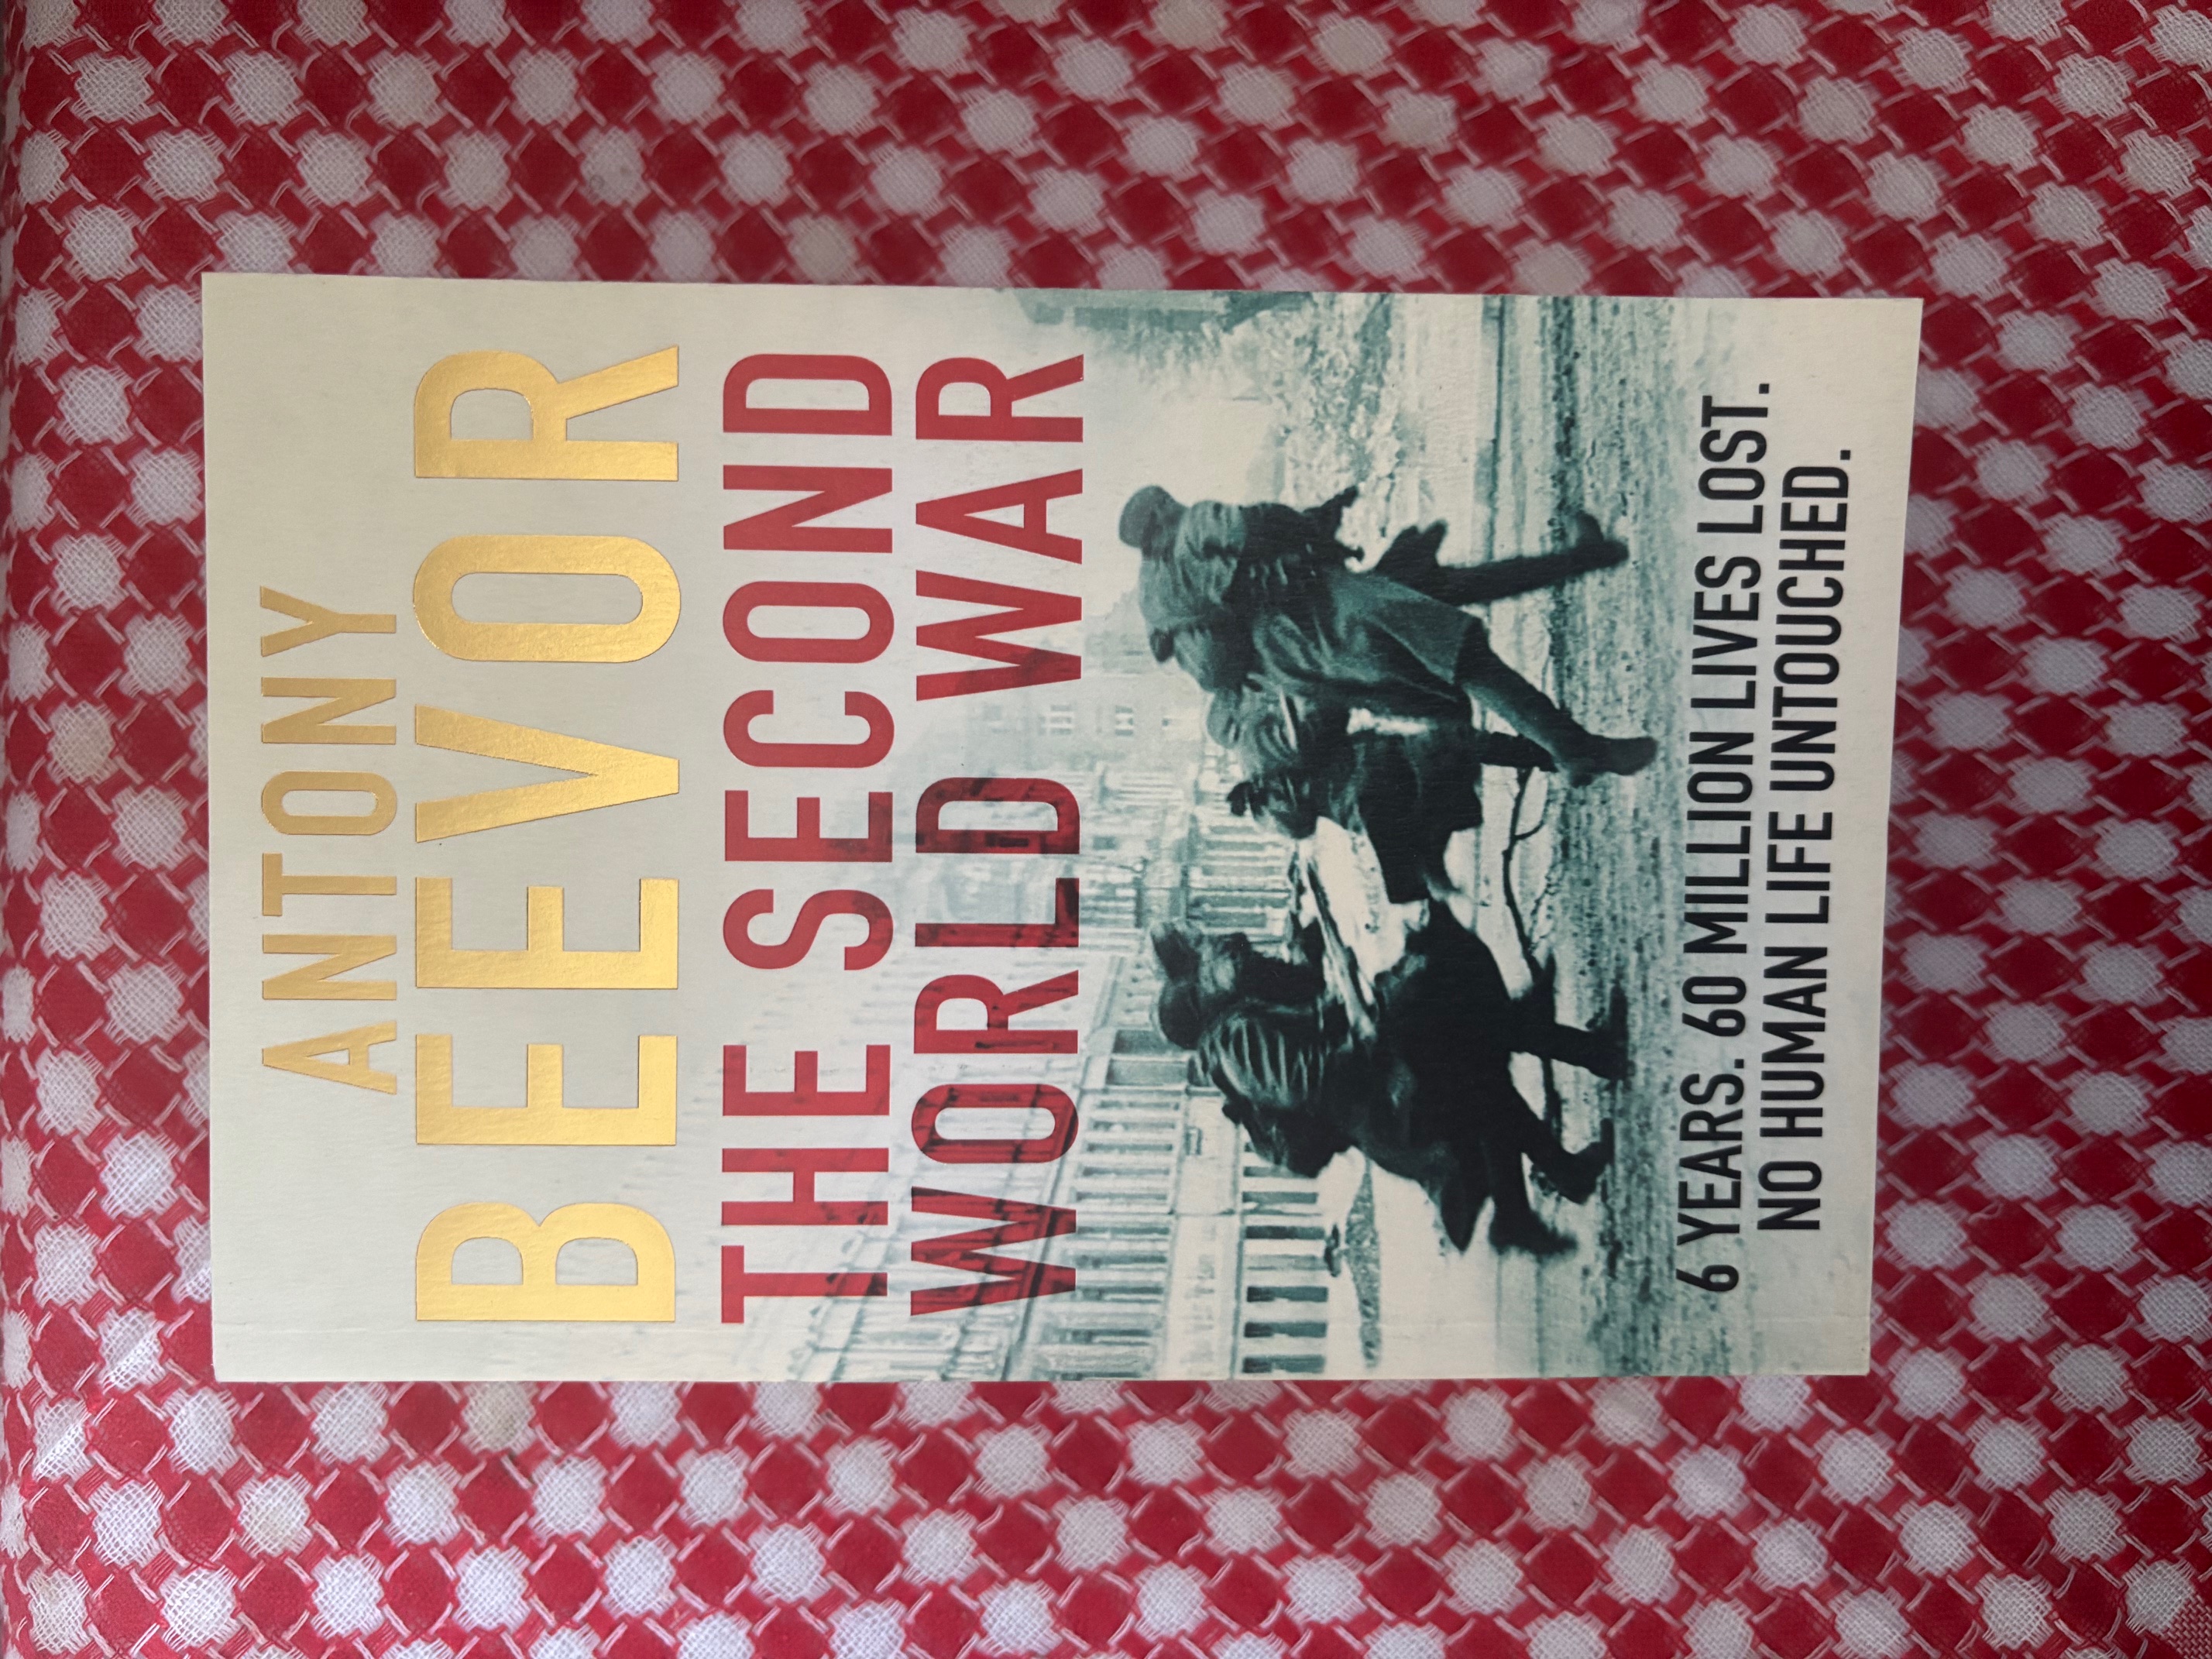 ANTONY
BEEVOR
THE SECOND
WORLD WAR
6 YEARS. 60 MILLION LIVES LOST.
NO HUMAN LIFE UNTOUCHED.